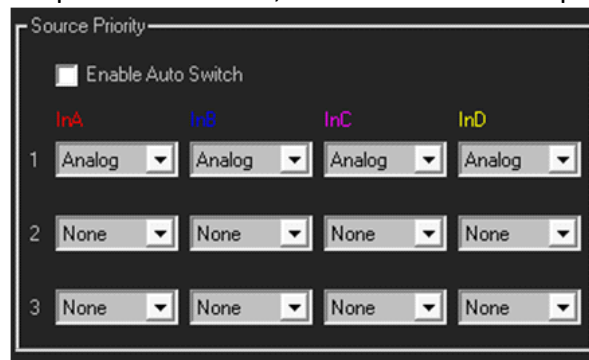 Source Priority
Enable Auto Switch
InA InB InC InD
1 Analog Analog Analog Analog
2 None None None None
3 None None None None